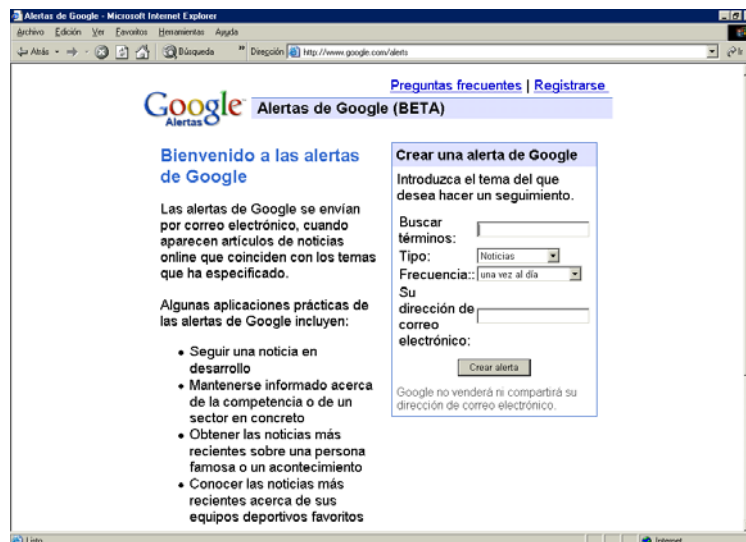 Alertas de Google - Microsoft Internet Explorer
Archivo Edición Ver Favoritos Herramientas Ayuda
Atrás Búsqueda » Dirección http://www.google.com/alerts
Preguntas frecuentes | Registrarse
Google Alertas
Alertas de Google (BETA)
Bienvenido a las alertas
de Google
Las alertas de Google se envían
por correo electrónico, cuando
aparecen artículos de noticias
online que coinciden con los temas
que ha especificado.
Algunas aplicaciones prácticas de
las alertas de Google incluyen:
• Seguir una noticia en
desarrollo
• Mantenerse informado acerca
de la competencia o de un
sector en concreto
• Obtener las noticias más
recientes sobre una persona
famosa o un acontecimiento
• Conocer las noticias más
recientes acerca de sus
equipos deportivos favoritos
Crear una alerta de Google
Introduzca el tema del que
desea hacer un seguimiento.
Buscar
términos:
Tipo: Noticias
Frecuencia:: una vez al día
Su
dirección de
correo
electrónico:
Crear alerta
Google no venderá ni compartirá su
dirección de correo electrónico.
Listo
Internet